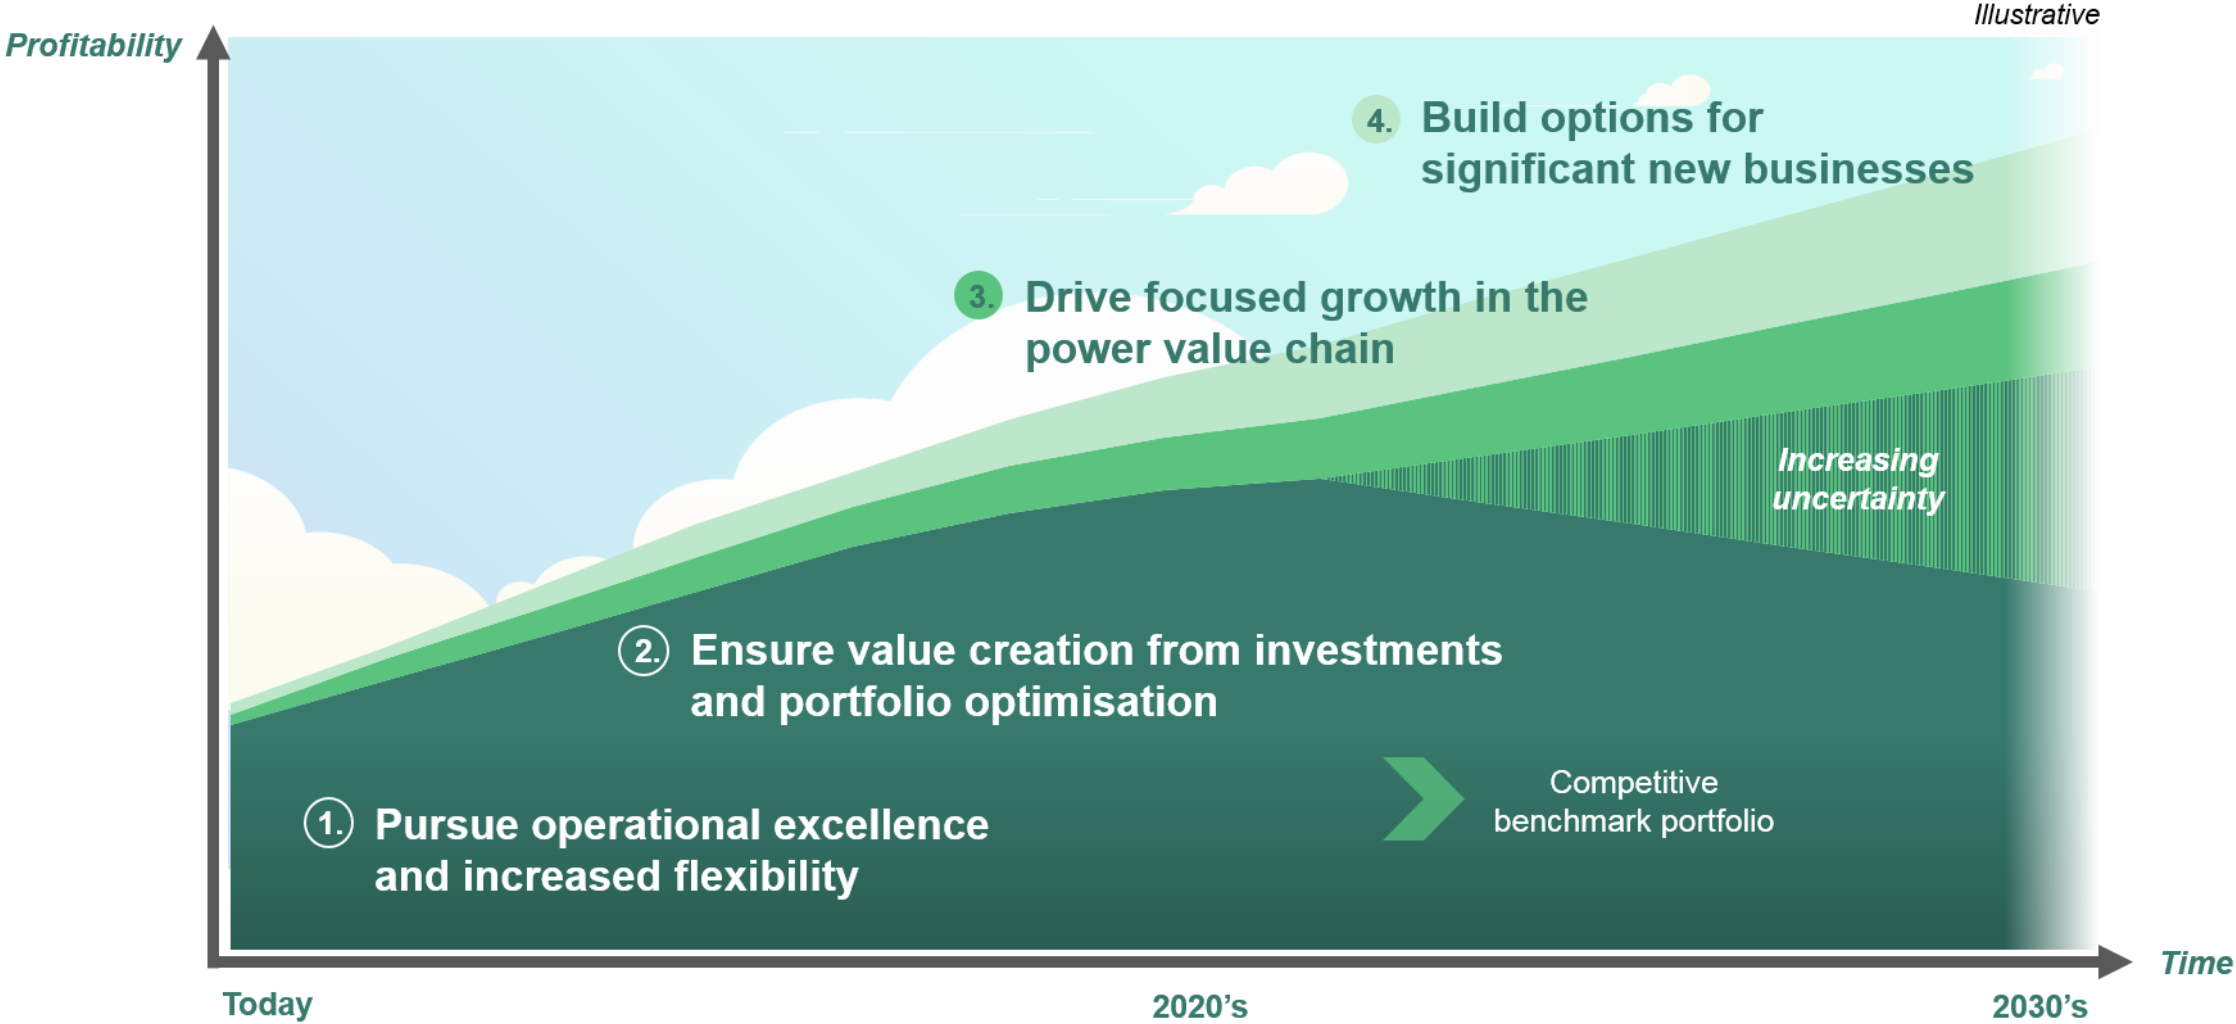 Illustrative
Profitability
4. Build options for
significant new businesses
3. Drive focused growth in the
power value chain
Increasing
uncertainty
2. Ensure value creation from investments
and portfolio optimisation
Competitive
benchmark portfolio
1. Pursue operational excellence
and increased flexibility
Time
Today
2020’s
2030’s